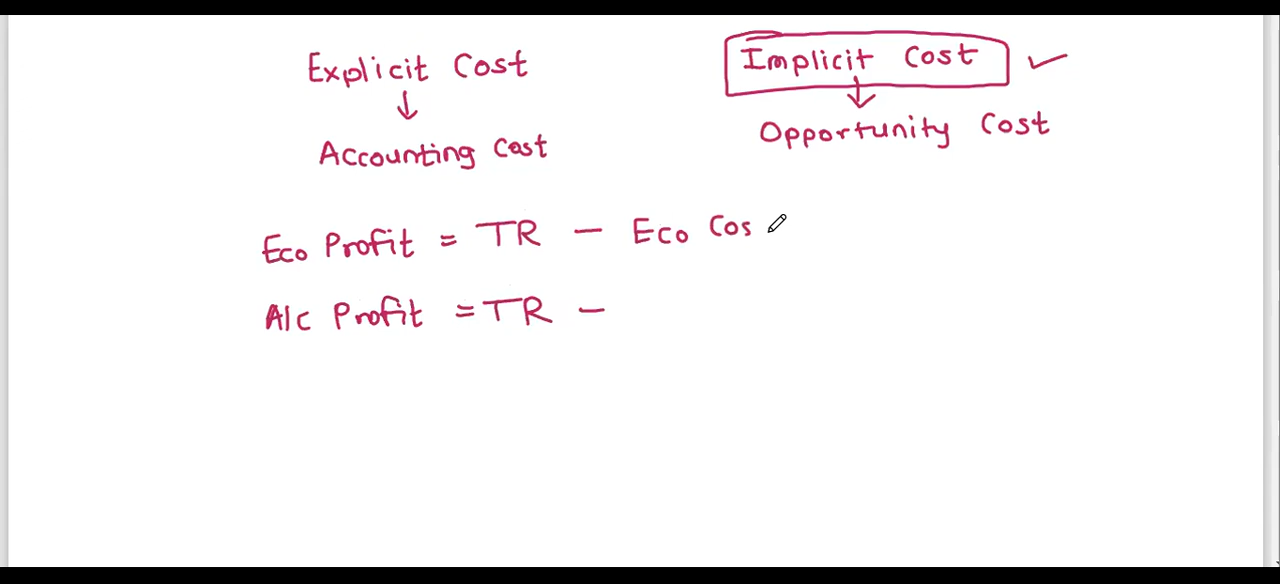 Explicit Cost
Implicit Cost
Accounting Cost
Opportunity Cost
Eco Profit = TR - Eco Cos
A/c Profit = TR -